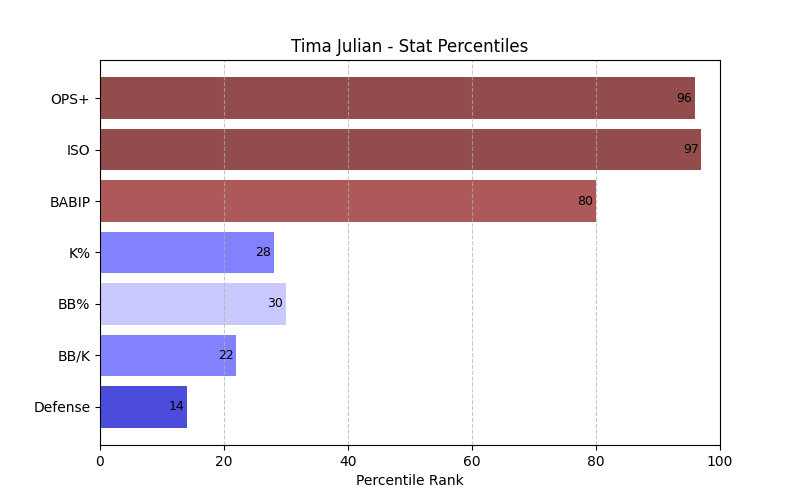 Tima Julian - Stat Percentiles
OPS+ 96
ISO 97
BABIP 80
K% 28
BB% 30
BB/K 22
Defense 14
0 20 40 60 80 100
Percentile Rank